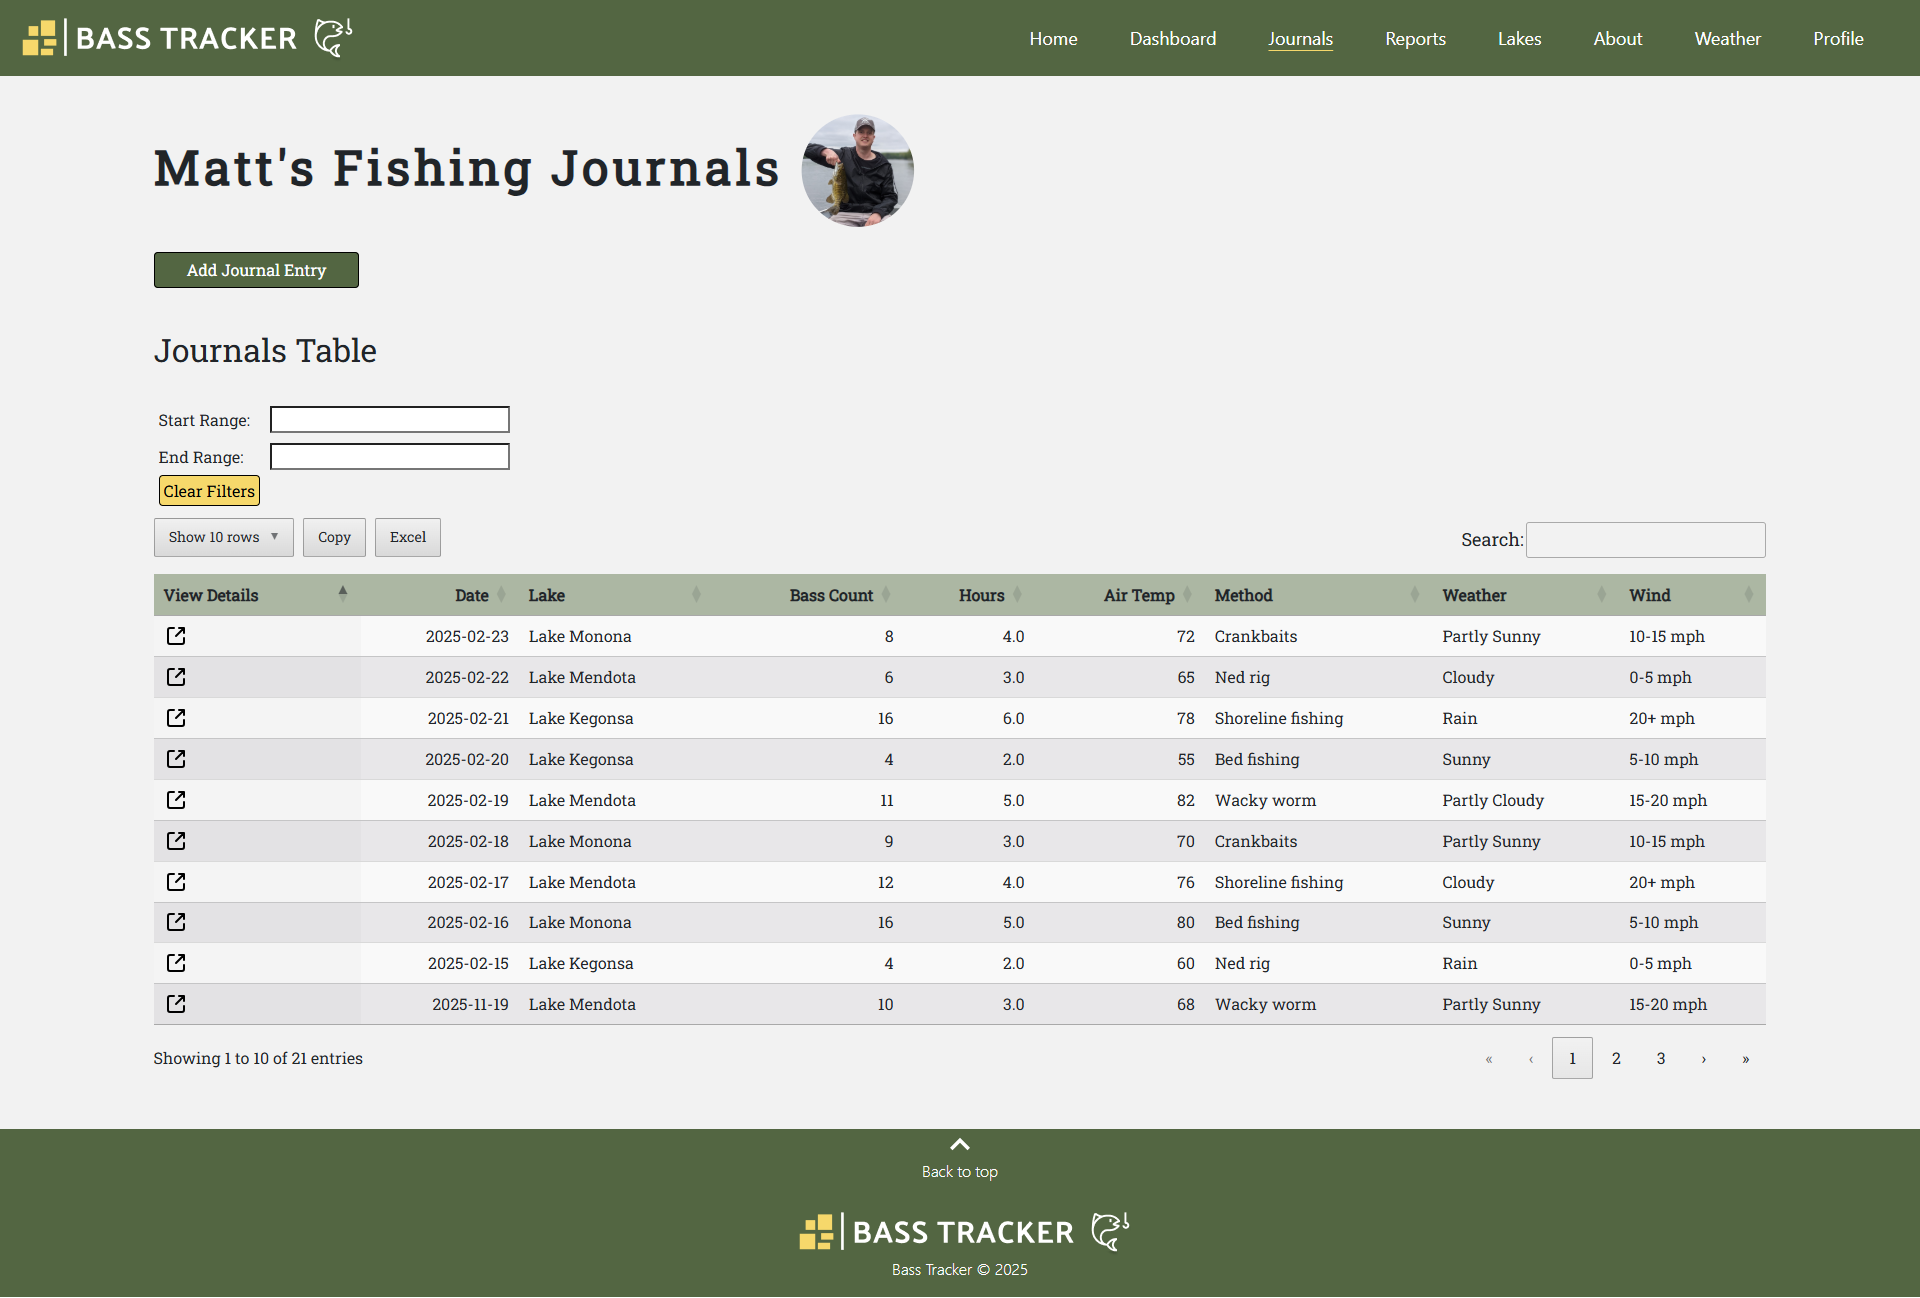 BASS TRACKER Home Dashboard Journals Reports Lakes About Weather Profile
Matt's Fishing Journals
Add Journal Entry
Journals Table
Start Range:
End Range:
Clear Filters
Show 10 rows ▼ Copy Excel Search:
View Details Date Lake Bass Count Hours Air Temp Method Weather Wind
2025-02-23 Lake Monona 8 4.0 72 Crankbaits Partly Sunny 10-15 mph
2025-02-22 Lake Mendota 6 3.0 65 Ned rig Cloudy 0-5 mph
2025-02-21 Lake Kegonsa 16 6.0 78 Shoreline fishing Rain 20+ mph
2025-02-20 Lake Kegonsa 4 2.0 55 Bed fishing Sunny 5-10 mph
2025-02-19 Lake Mendota 11 5.0 82 Wacky worm Partly Cloudy 15-20 mph
2025-02-18 Lake Monona 9 3.0 70 Crankbaits Partly Sunny 10-15 mph
2025-02-17 Lake Mendota 12 4.0 76 Shoreline fishing Cloudy 20+ mph
2025-02-16 Lake Monona 16 5.0 80 Bed fishing Sunny 5-10 mph
2025-02-15 Lake Kegonsa 4 2.0 60 Ned rig Rain 0-5 mph
2025-11-19 Lake Mendota 10 3.0 68 Wacky worm Partly Sunny 15-20 mph
Showing 1 to 10 of 21 entries « ‹ 1 2 3 › »
Back to top
BASS TRACKER
Bass Tracker © 2025